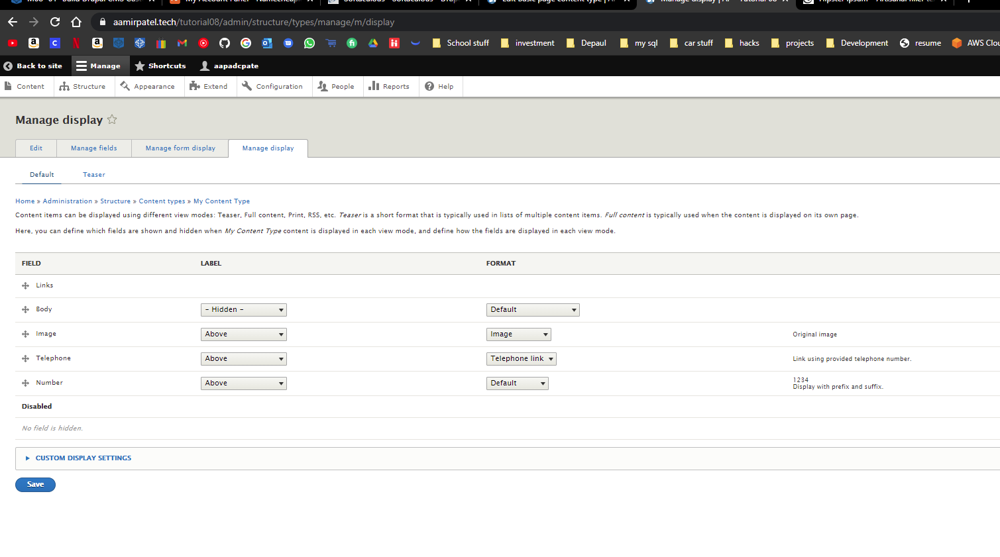 aamirpatel.tech/tutorial08/admin/structure/types/manage/m/display
School stuff investment Depaul my sql car stuff hacks projects Development resume AWS Clou
Back to site Manage Shortcuts aapadcpate
Content Structure Appearance Extend Configuration People Reports Help
Manage display
Edit Manage fields Manage form display Manage display
Default Teaser
Home » Administration » Structure » Content types » My Content Type
Content items can be displayed using different view modes: Teaser, Full content, Print, RSS, etc. Teaser is a short format that is typically used in lists of multiple content items. Full content is typically used when the content is displayed on its own page.
Here, you can define which fields are shown and hidden when My Content Type content is displayed in each view mode, and define how the fields are displayed in each view mode.
FIELD LABEL FORMAT
Links
Body - Hidden - Default
Image Above Image Original image
Telephone Above Telephone link Link using provided telephone number.
Number Above Default 1234
Display with prefix and suffix.
Disabled
No field is hidden.
CUSTOM DISPLAY SETTINGS
Save